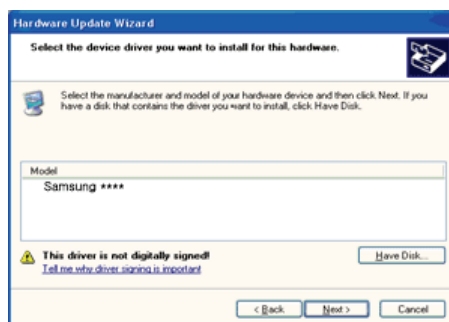 Hardware Update Wizard
Select the device driver you want to install for this hardware.
Select the manufacturer and model of your hardware device and then click Next. If you
have a disk that contains the driver you want to install, click Have Disk.
Model
Samsung ****
This driver is not digitally signed!
Tell me why driver signing is important
Have Disk...
< Back
Next >
Cancel